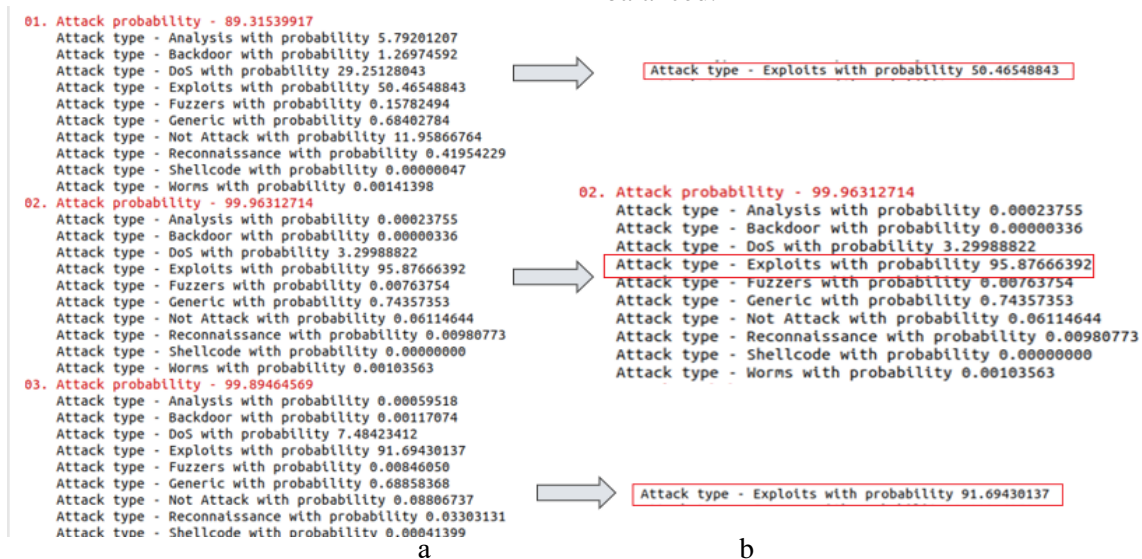 01. Attack probability - 89.31539917
Attack type - Analysis with probability 5.79201207
Attack type - Backdoor with probability 1.26974592
Attack type - DoS with probability 29.25128043
Attack type - Exploits with probability 50.46548843
Attack type - Fuzzers with probability 0.15782494
Attack type - Generic with probability 0.68402784
Attack type - Not Attack with probability 11.95866764
Attack type - Reconnaissance with probability 0.41954229
Attack type - Shellcode with probability 0.00000047
Attack type - Worms with probability 0.00141398
02. Attack probability - 99.96312714
Attack type - Analysis with probability 0.00023755
Attack type - Backdoor with probability 0.00000336
Attack type - DoS with probability 3.29988822
Attack type - Exploits with probability 95.87666392
Attack type - Fuzzers with probability 0.00763754
Attack type - Generic with probability 0.74357353
Attack type - Not Attack with probability 0.06114644
Attack type - Reconnaissance with probability 0.00980773
Attack type - Shellcode with probability 0.00000000
Attack type - Worms with probability 0.00103563
03. Attack probability - 99.89464569
Attack type - Analysis with probability 0.00059518
Attack type - Backdoor with probability 0.00117074
Attack type - DoS with probability 7.48423412
Attack type - Exploits with probability 91.69430137
Attack type - Fuzzers with probability 0.00846050
Attack type - Generic with probability 0.68858368
Attack type - Not Attack with probability 0.08806737
Attack type - Reconnaissance with probability 0.03303131
Attack type - Shellcode with probability 0.00041399
a
Attack type - Exploits with probability 50.46548843
02. Attack probability - 99.96312714
Attack type - Analysis with probability 0.00023755
Attack type - Backdoor with probability 0.00000336
Attack type - DoS with probability 3.29988822
Attack type - Exploits with probability 95.87666392
Attack type - Fuzzers with probability 0.00763754
Attack type - Generic with probability 0.74357353
Attack type - Not Attack with probability 0.06114644
Attack type - Reconnaissance with probability 0.00980773
Attack type - Shellcode with probability 0.00000000
Attack type - Worms with probability 0.00103563
Attack type - Exploits with probability 91.69430137
b